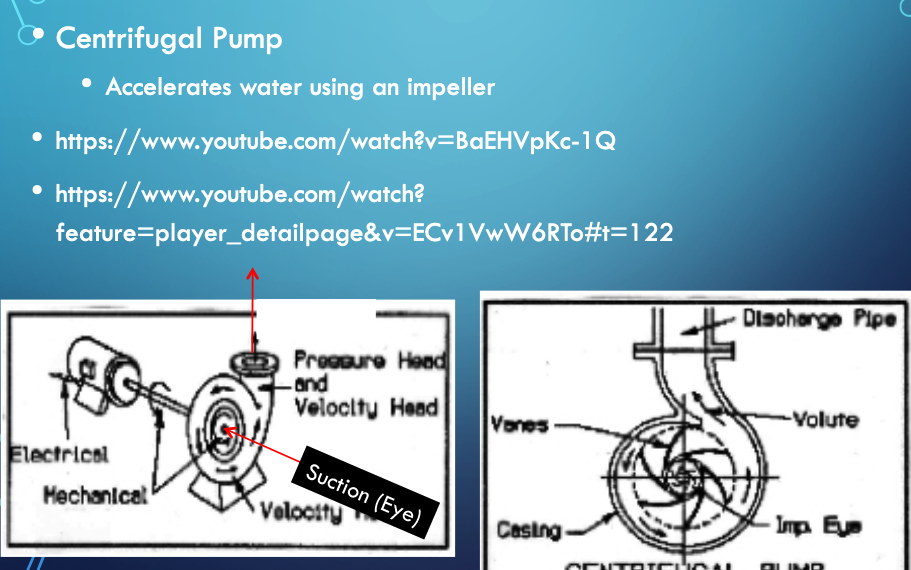 Centrifugal Pump
Accelerates water using an impeller
https://www.youtube.com/watch?v=BaEHVpKc-1Q
https://www.youtube.com/watch?
feature=player_detailpage&v=ECv1VwW6RTo#t=122
Pressure Head
and
Velocity Head
Electrical
Mechanical
Suction (Eye)
Velocity
Discharge Pipe
Vanes
Volute
Casing
Imp. Eye
CENTRIFUGAL PUMP